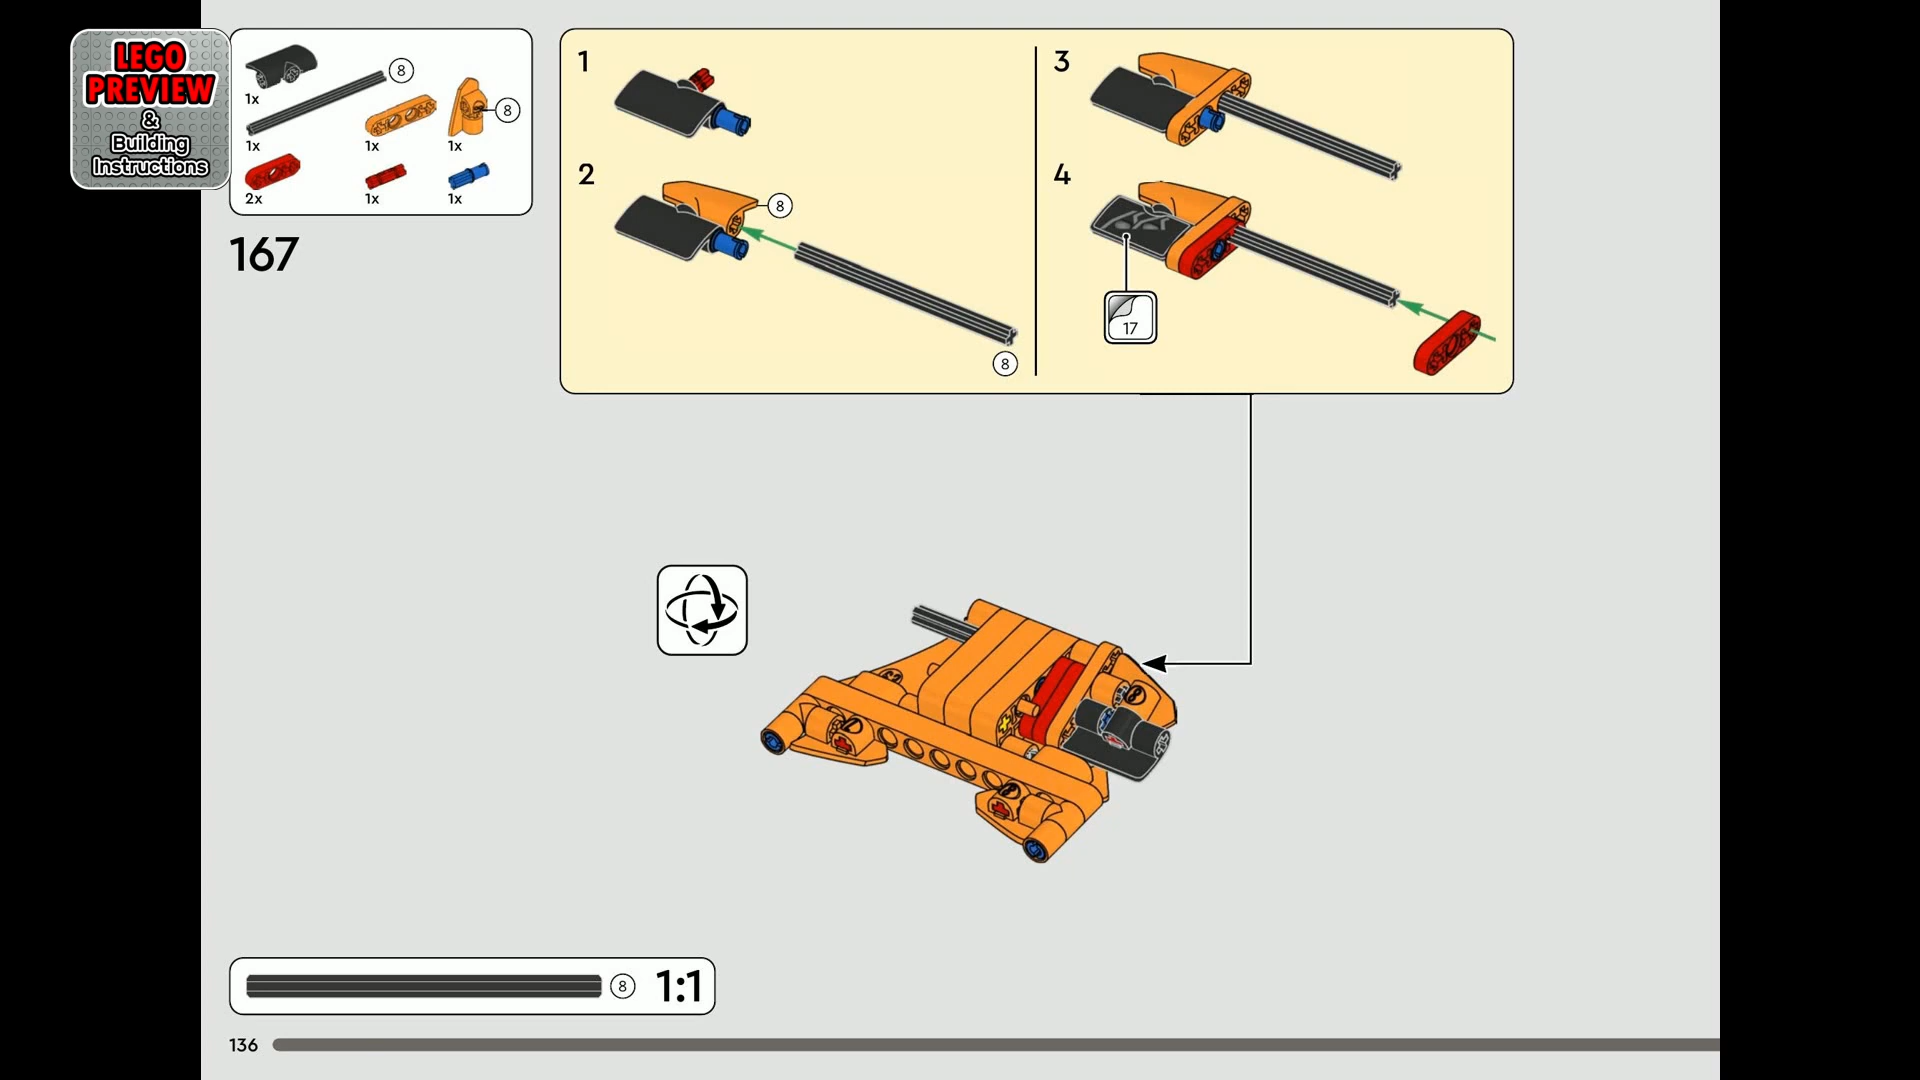 LEGO
PREVIEW
&
Building
Instructions
1x
8
1x
1x
8
1x
2x
1x
1x
167
1
2
8
8
3
4
17
8
1:1
136